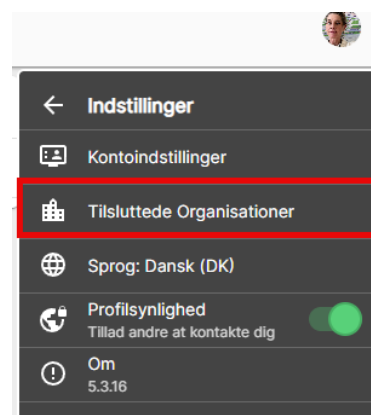 Indstillinger
Kontoindstillinger
Tilsluttede Organisationer
Sprog: Dansk (DK)
Profilsynlighed
Tillad andre at kontakte dig
Om
5.3.16